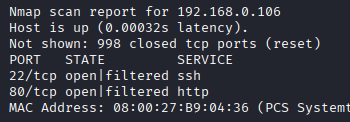 Nmap scan report for 192.168.0.106
Host is up (0.00032s latency).
Not shown: 998 closed tcp ports (reset)
PORT   STATE         SERVICE
22/tcp open|filtered ssh
80/tcp open|filtered http
MAC Address: 08:00:27:B9:04:36 (PCS Systemt